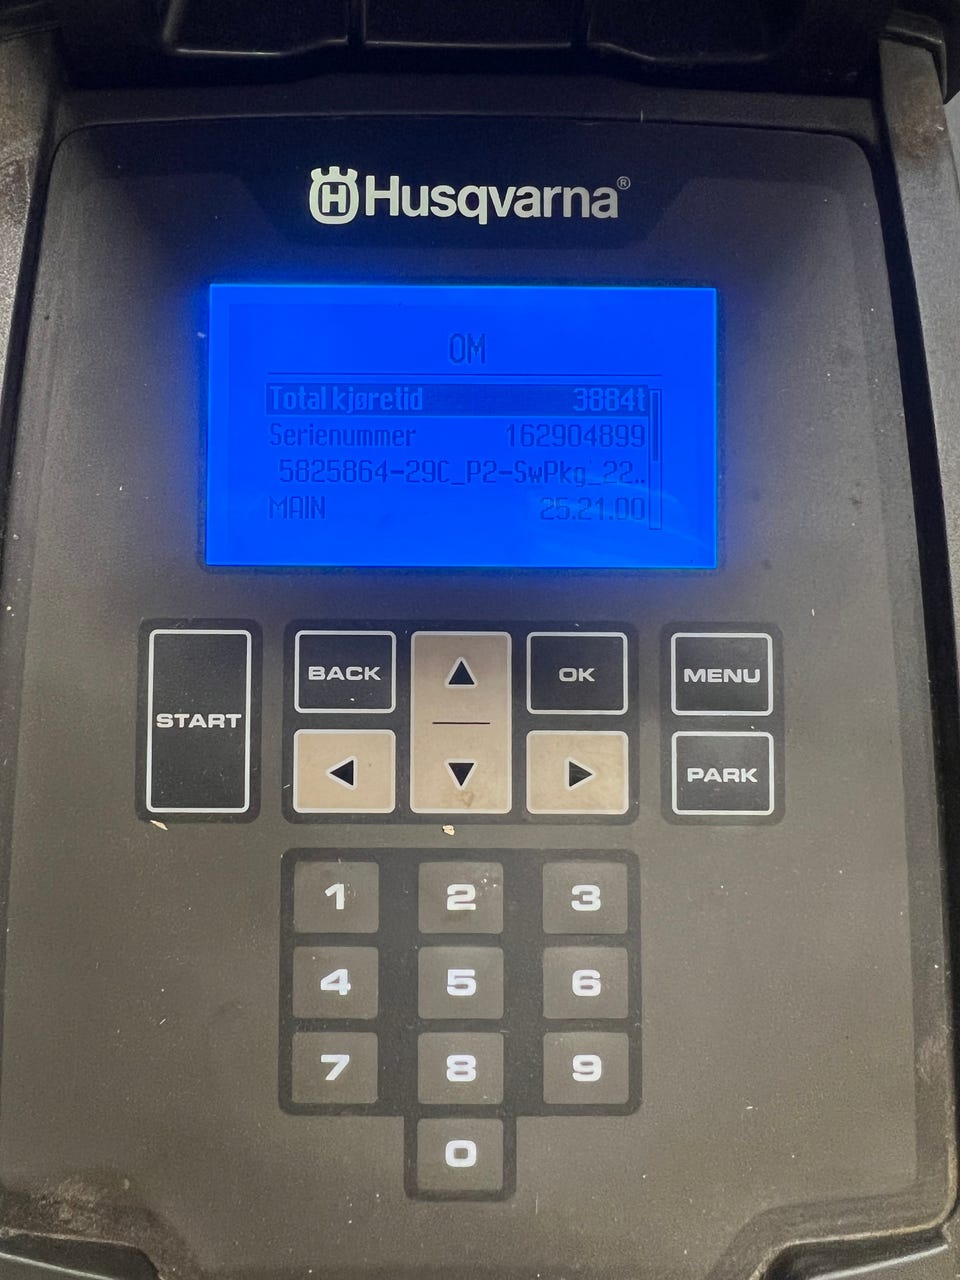 Husqvarna®
OM
Total kjøretid 3884t
Serienummer 162904899
5825864-29C_P2-SwPkg_22..
MAIN 25.21.00
START
BACK
OK
MENU
PARK
1 2 3
4 5 6
7 8 9
0